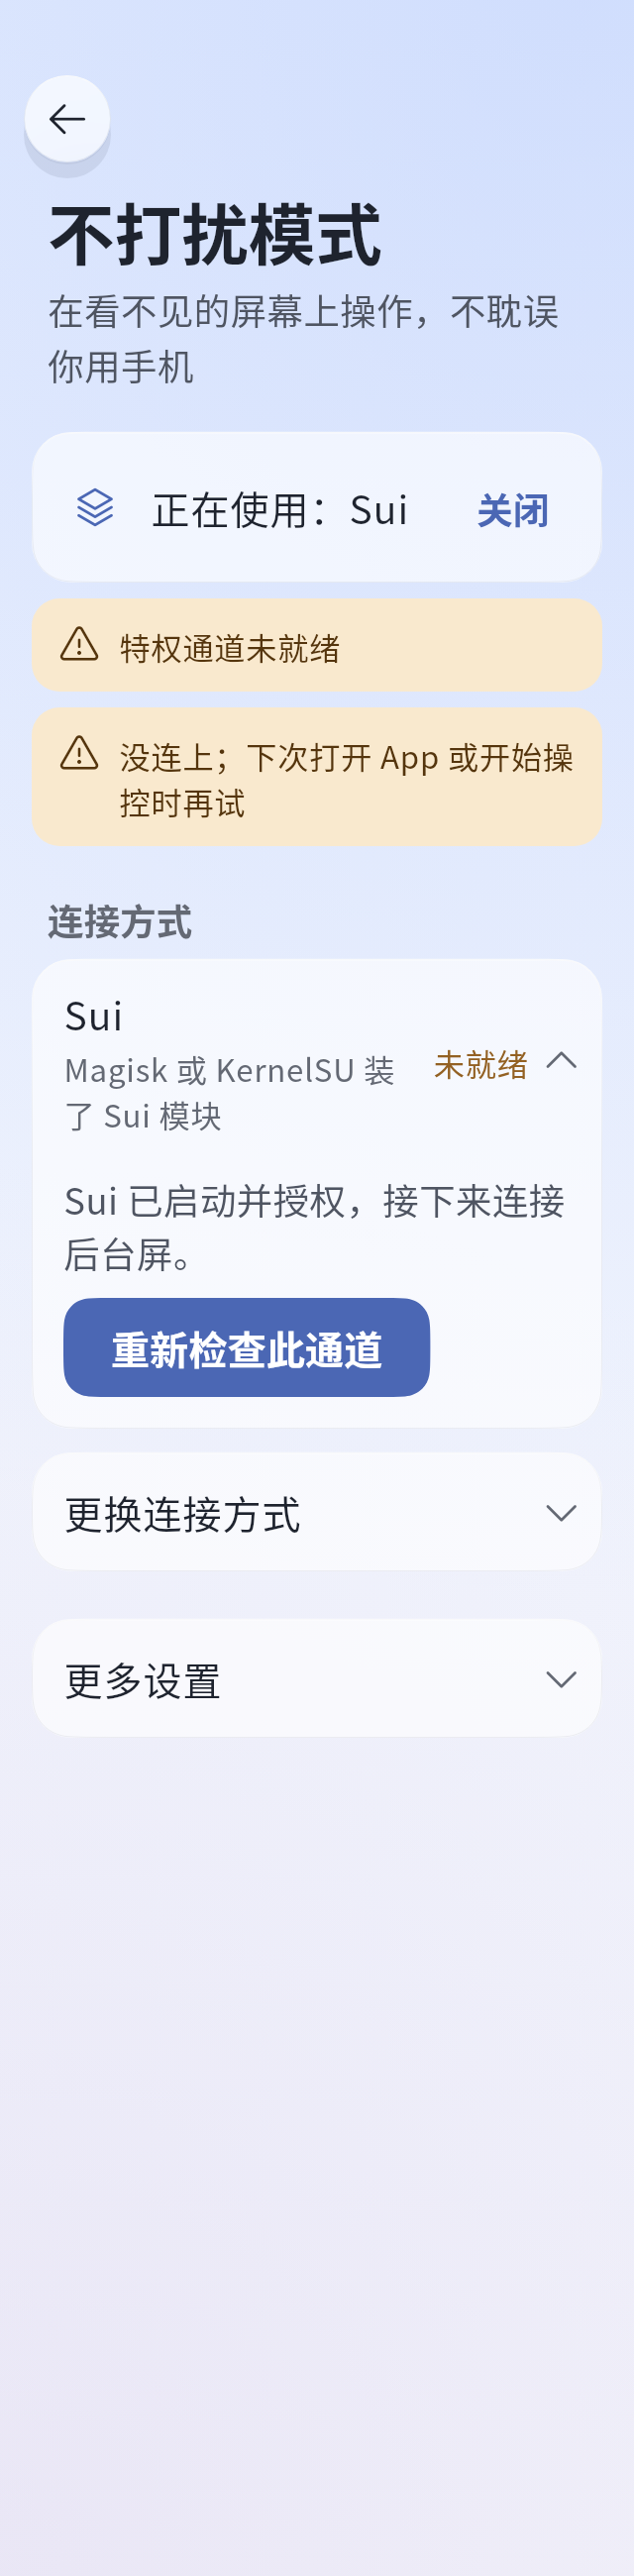 不打扰模式
在看不见的屏幕上操作，不耽误
你用手机
正在使用：Sui
关闭
特权通道未就绪
没连上；下次打开 App 或开始操
控时再试
连接方式
Sui
Magisk 或 KernelSU 装
了 Sui 模块
未就绪
Sui 已启动并授权，接下来连接
后台屏。
重新检查此通道
更换连接方式
更多设置